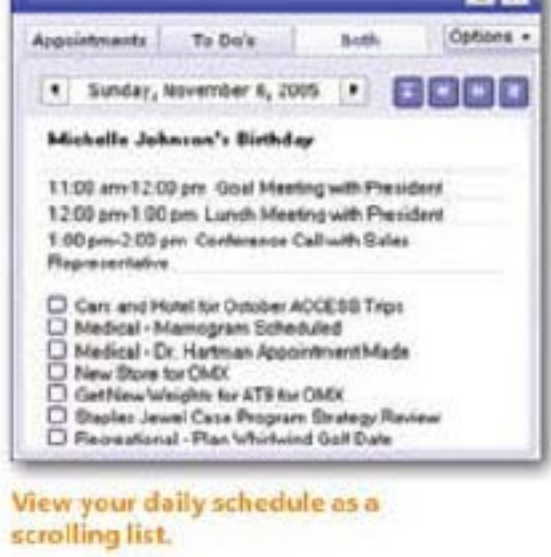 Appointments To Do's Both Options
Sunday, November 6, 2005
Michelle Johnson's Birthday
11:00 am-12:00 pm Goal Meeting with President
12:00 pm-1:00 pm Lunch Meeting with President
1:00 pm-2:00 pm Conference Call with Sales
Representative
Cars and Hotel for October ACCESS Trips
Medical - Mamogram Scheduled
Medical - Dr. Hartman Appointment Made
New Store for OMX
Get New Weights for AT9 for OMX
Staples Jewel Case Program Strategy Review
Recreational - Plan Whirlwind Golf Date
View your daily schedule as a
scrolling list.